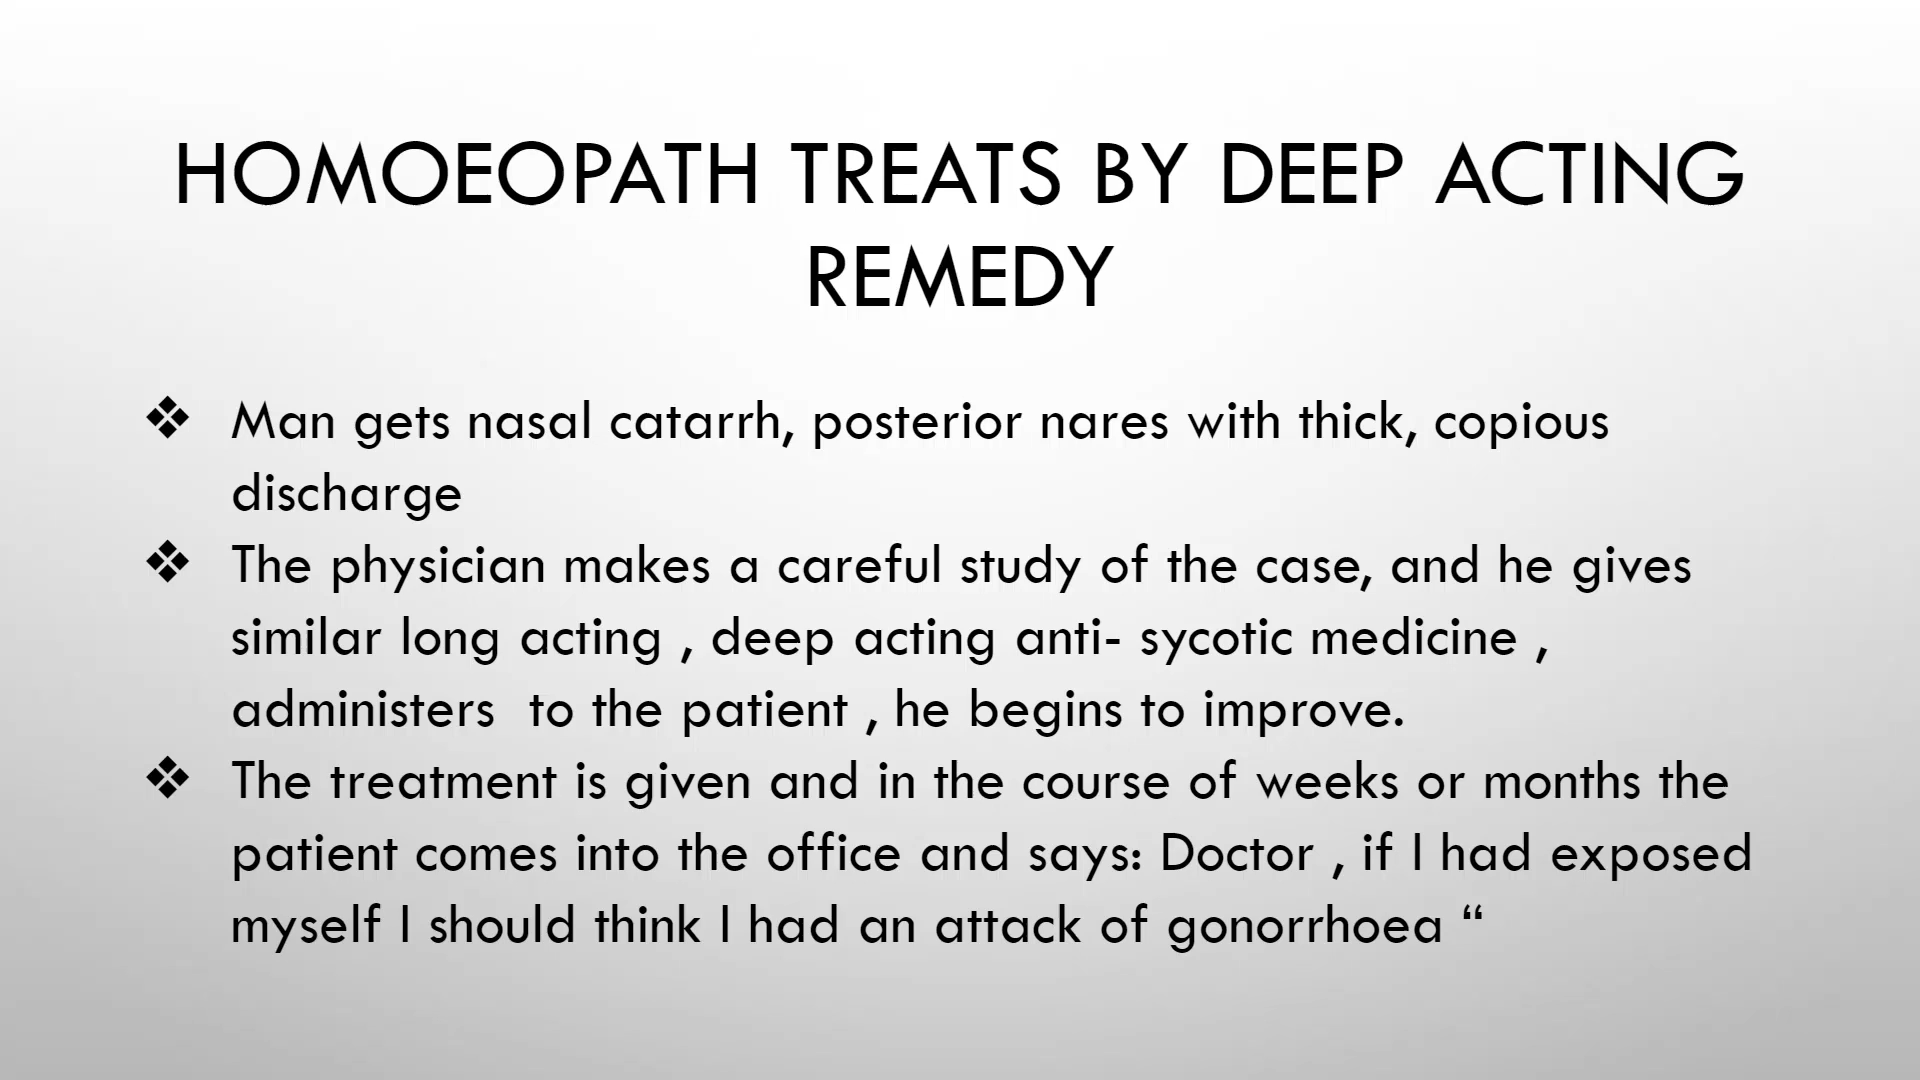 HOMOEOPATH TREATS BY DEEP ACTING
REMEDY
❖ Man gets nasal catarrh, posterior nares with thick, copious
discharge
❖ The physician makes a careful study of the case, and he gives
similar long acting , deep acting anti- sycotic medicine ,
administers  to the patient , he begins to improve.
❖ The treatment is given and in the course of weeks or months the
patient comes into the office and says: Doctor , if I had exposed
myself I should think I had an attack of gonorrhoea “